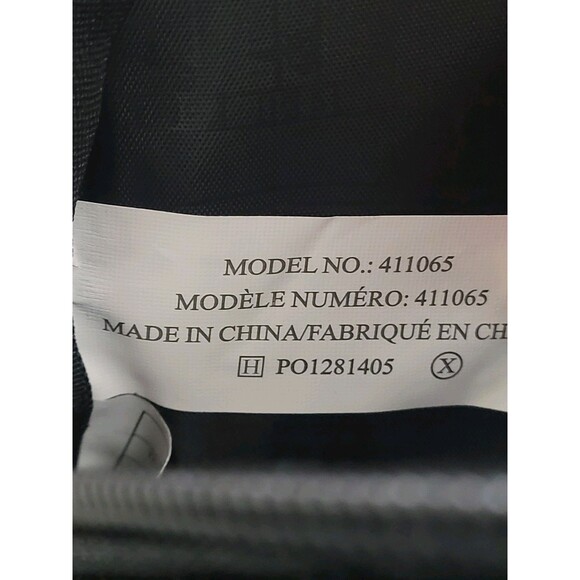 MODEL NO.: 411065
MODÈLE NUMÉRO: 411065
MADE IN CHINA/FABRIQUÉ EN CH
H PO1281405 X